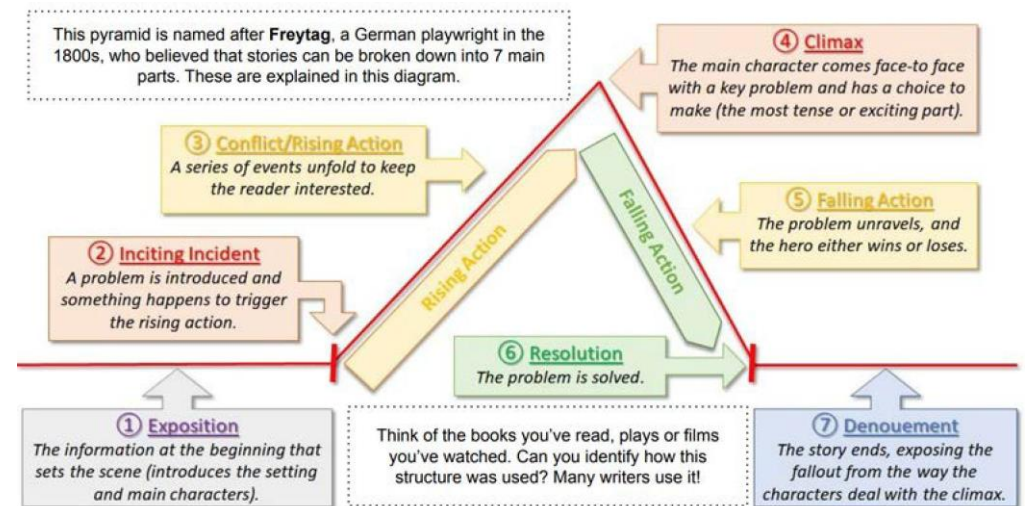 This pyramid is named after Freytag, a German playwright in the
1800s, who believed that stories can be broken down into 7 main
parts. These are explained in this diagram.
① Exposition
The information at the beginning that
sets the scene (introduces the setting
and main characters).
② Inciting Incident
A problem is introduced and
something happens to trigger
the rising action.
③ Conflict/Rising Action
A series of events unfold to keep
the reader interested.
Rising Action
④ Climax
The main character comes face-to face
with a key problem and has a choice to
make (the most tense or exciting part).
Falling Action
⑤ Falling Action
The problem unravels, and
the hero either wins or loses.
⑥ Resolution
The problem is solved.
⑦ Denouement
The story ends, exposing the
fallout from the way the
characters deal with the climax.
Think of the books you've read, plays or films
you've watched. Can you identify how this
structure was used? Many writers use it!